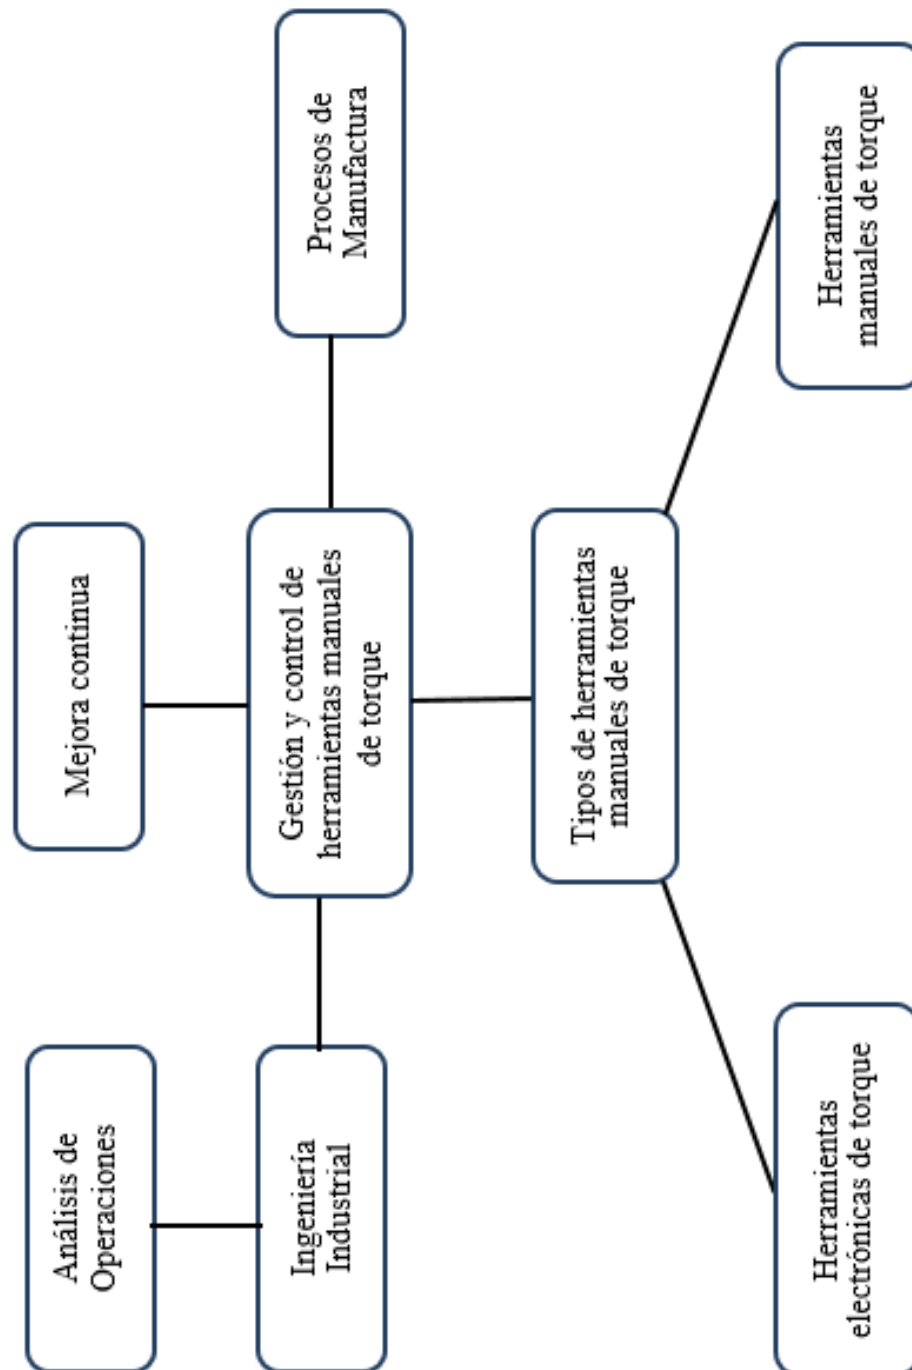 Análisis de
Operaciones
Mejora continua
Ingeniería
Industrial
Gestión y control de
herramientas manuales
de torque
Procesos de
Manufactura
Tipos de herramientas
manuales de torque
Herramientas
electrónicas de torque
Herramientas
manuales de torque